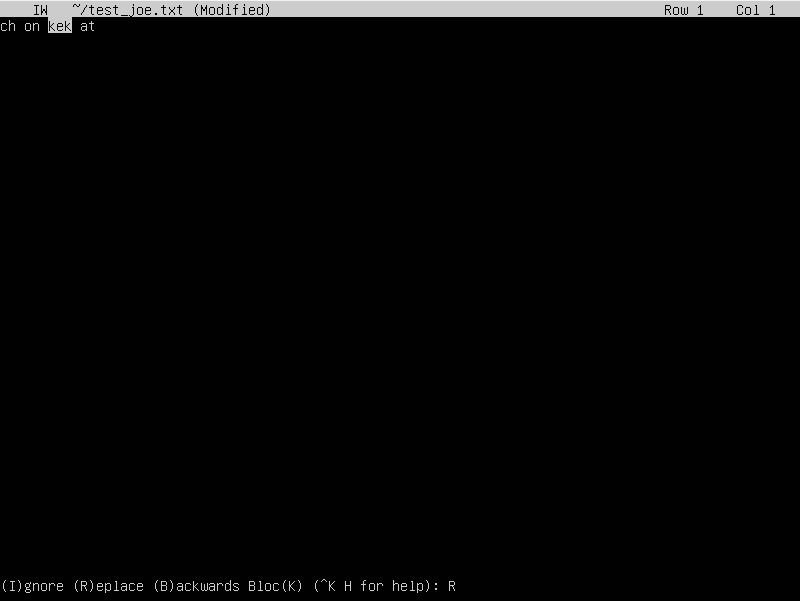 IW ~/test_joe.txt (Modified) Row 1 Col 1
ch on kek at
(I)gnore (R)eplace (B)ackwards Bloc(K) (^K H for help): R